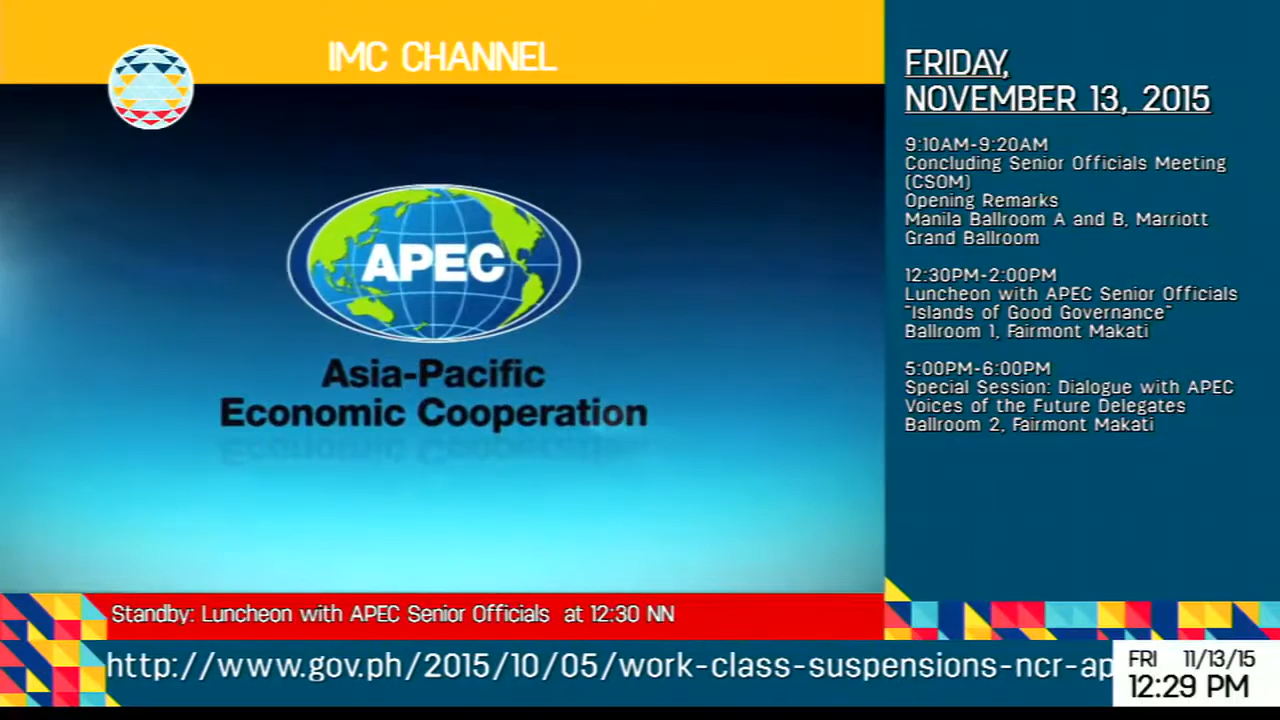 IMC CHANNEL
APEC
Asia-Pacific
Economic Cooperation
FRIDAY,
NOVEMBER 13, 2015
9:10AM-9:20AM
Concluding Senior Officials Meeting
(CSOM)
Opening Remarks
Manila Ballroom A and B, Marriott
Grand Ballroom
12:30PM-2:00PM
Luncheon with APEC Senior Officials
"Islands of Good Governance"
Ballroom 1, Fairmont Makati
5:00PM-6:00PM
Special Session: Dialogue with APEC
Voices of the Future Delegates
Ballroom 2, Fairmont Makati
Standby: Luncheon with APEC Senior Officials at 12:30 NN
http://www.gov.ph/2015/10/05/work-class-suspensions-ncr-ap
FRI 11/13/15
12:29 PM